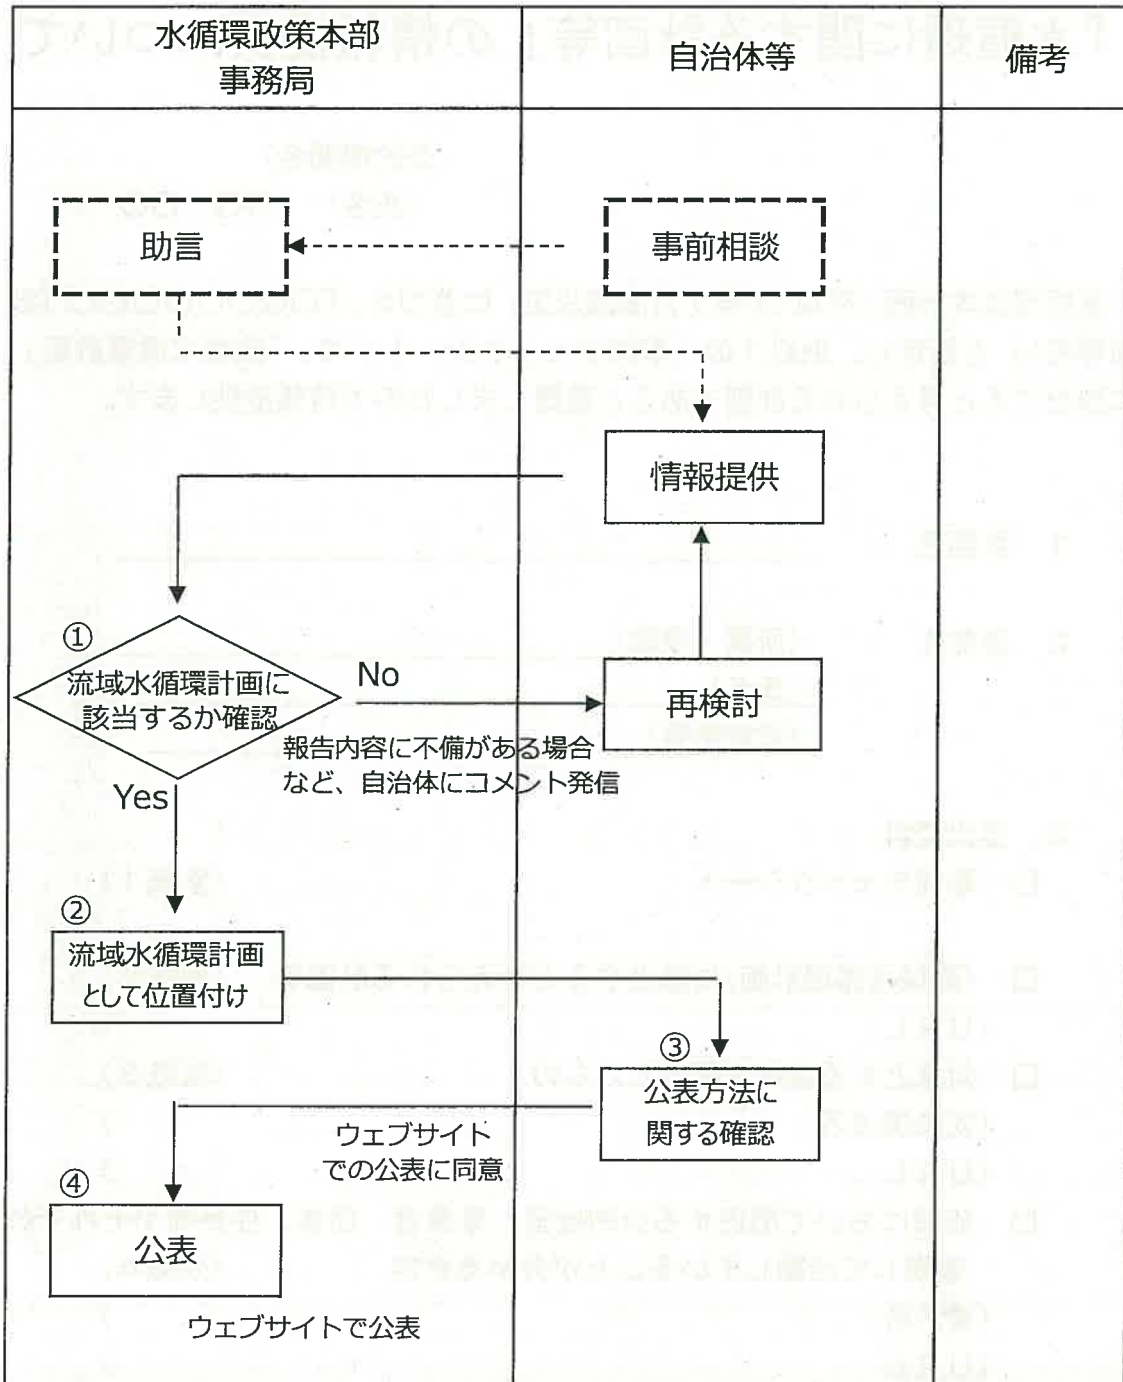 水循環政策本部
事務局
自治体等
備考
助言
事前相談
情報提供
①
流域水循環計画に
該当するか確認
No
再検討
報告内容に不備がある場合
など、自治体にコメント発信
Yes
②
流域水循環計画
として位置付け
③
公表方法に
関する確認
ウェブサイト
での公表に同意
④
公表
ウェブサイトで公表